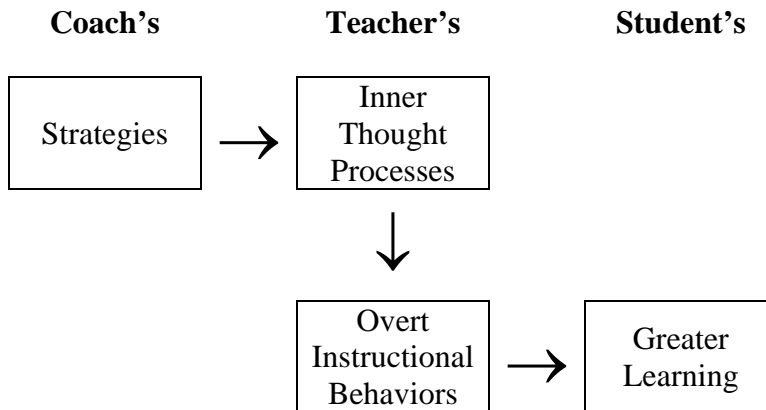 Coach's Teacher's Student's
Strategies
Inner
Thought
Processes
Overt
Instructional
Behaviors
Greater
Learning